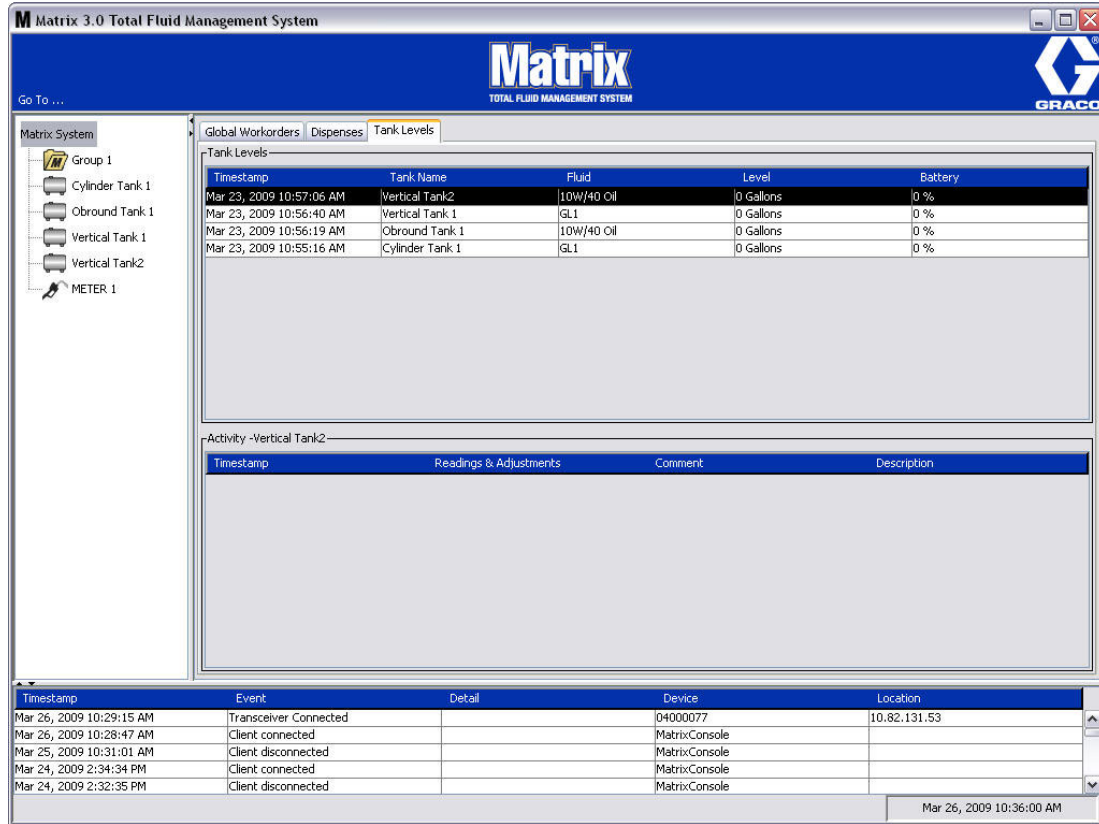 M Matrix 3.0 Total Fluid Management System
Matrix
TOTAL FLUID MANAGEMENT SYSTEM
Go To ...
G ®
GRACO
Matrix System
M Group 1
Cylinder Tank 1
Obround Tank 1
Vertical Tank 1
Vertical Tank2
METER 1
Global Workorders Dispenses Tank Levels
Tank Levels
Timestamp Tank Name Fluid Level Battery
Mar 23, 2009 10:57:06 AM Vertical Tank2 10W/40 Oil 0 Gallons 0 %
Mar 23, 2009 10:56:40 AM Vertical Tank 1 GL1 0 Gallons 0 %
Mar 23, 2009 10:56:19 AM Obround Tank 1 10W/40 Oil 0 Gallons 0 %
Mar 23, 2009 10:55:16 AM Cylinder Tank 1 GL1 0 Gallons 0 %
Activity -Vertical Tank2
Timestamp Readings & Adjustments Comment Description
Timestamp Event Detail Device Location
Mar 26, 2009 10:29:15 AM Transceiver Connected 04000077 10.82.131.53
Mar 26, 2009 10:28:47 AM Client connected MatrixConsole
Mar 25, 2009 10:31:01 AM Client disconnected MatrixConsole
Mar 24, 2009 2:34:34 PM Client connected MatrixConsole
Mar 24, 2009 2:32:35 PM Client disconnected MatrixConsole
Mar 26, 2009 10:36:00 AM